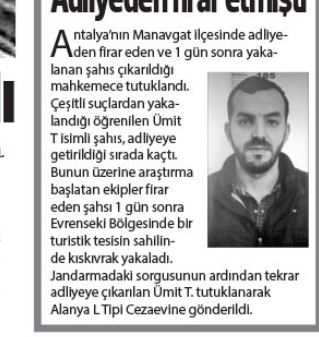 Adliyeden firar etmişti
Antalya'nın Manavgat ilçesinde adliye-
den firar eden ve 1 gün sonra yaka-
lanan şahıs çıkarıldığı
mahkemece tutuklandı.
Çeşitli suçlardan yaka-
landığı öğrenilen Ümit
T isimli şahıs, adliyeye
getirildiği sırada kaçtı.
Bunun üzerine araştırma
başlatan ekipler firar
eden şahsı 1 gün sonra
Evrenseki Bölgesinde bir
turistik tesisin sahilin-
de kıskıvrak yakaladı.
Jandarmadaki sorgusunun ardından tekrar
adliyeye çıkarılan Ümit T. tutuklanarak
Alanya L Tipi Cezaevine gönderildi.